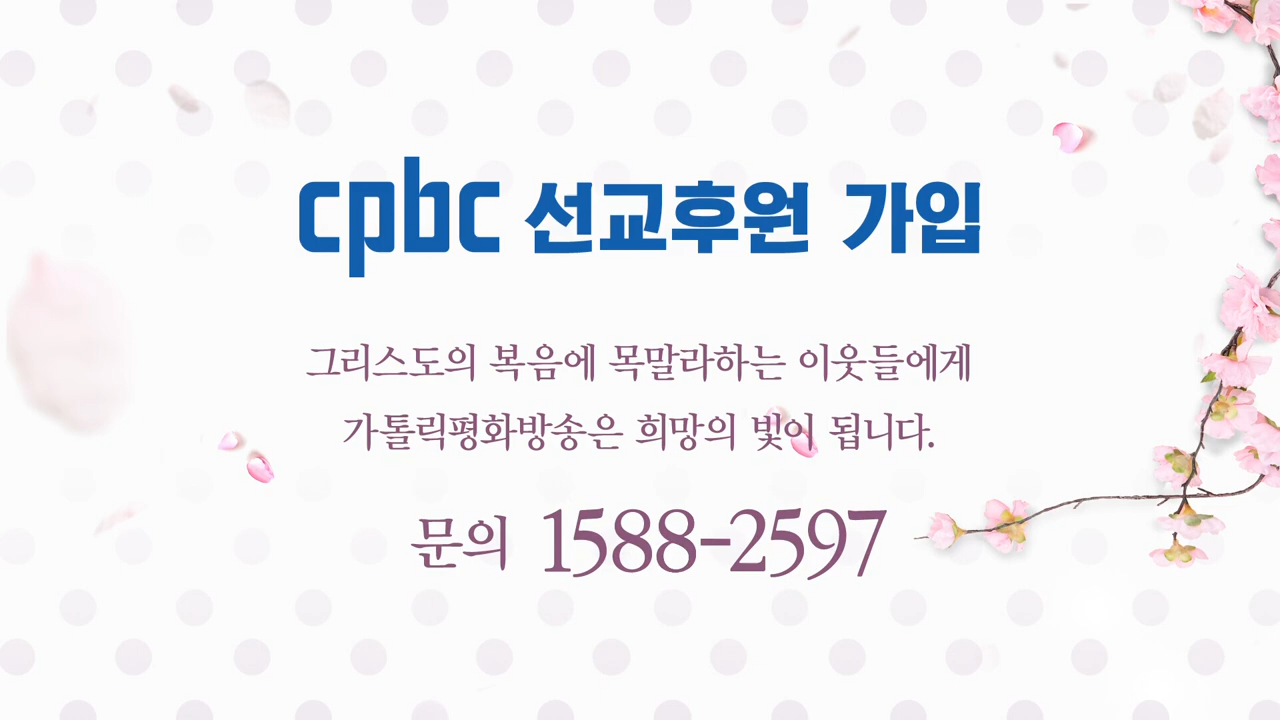 cpbc 선교후원 가입
그리스도의 복음에 목말라하는 이웃들에게
가톨릭평화방송은 희망의 빛이 됩니다.
문의 1588-2597